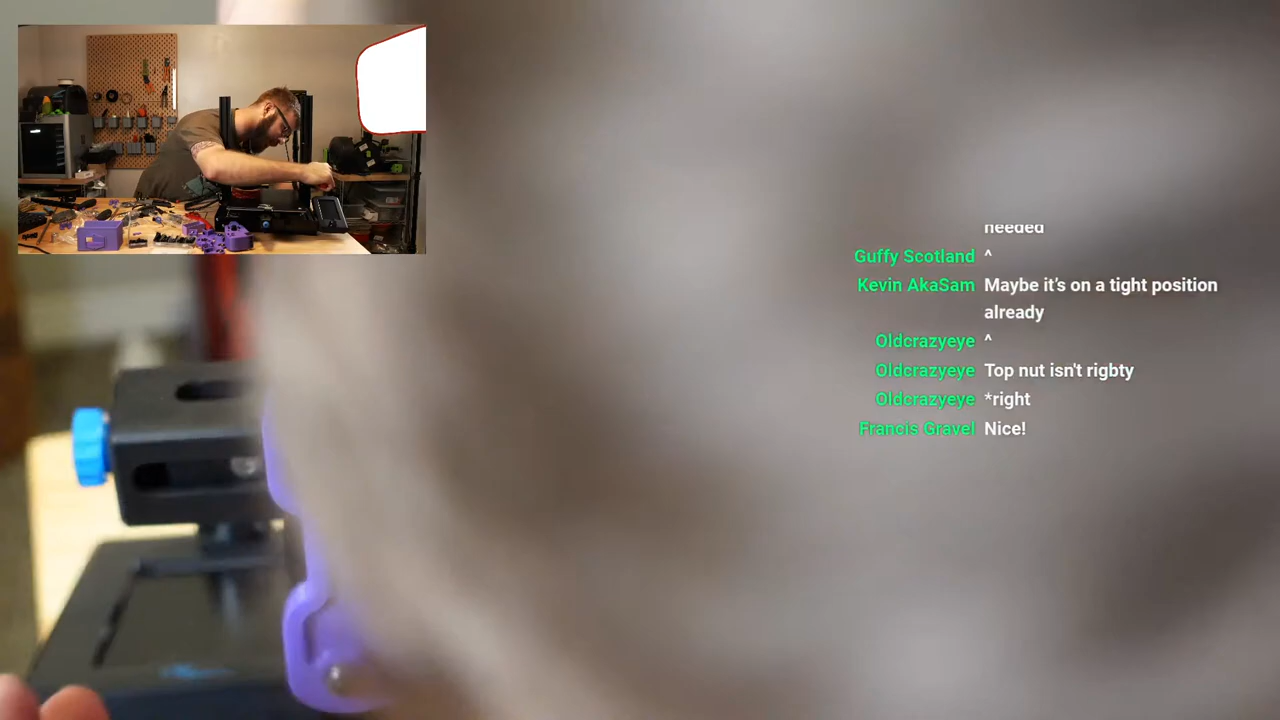 needed
Guffy Scotland ^
Kevin AkaSam Maybe it's on a tight position
already
Oldcrazyeye ^
Oldcrazyeye Top nut isn't rigbty
Oldcrazyeye *right
Francis Gravel Nice!